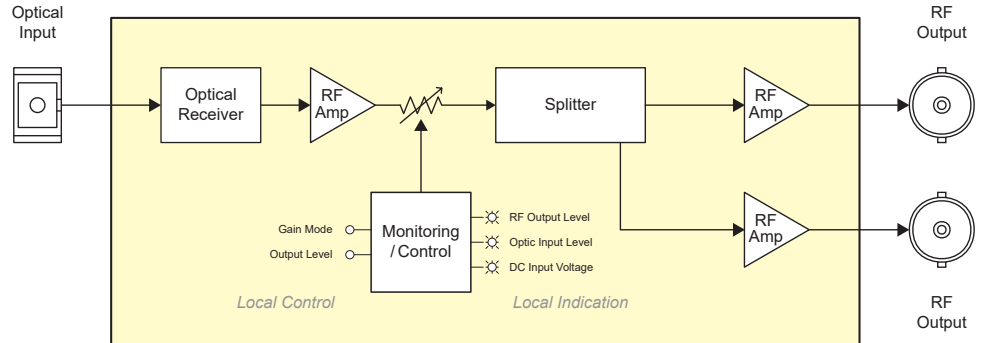 Optical
Input
RF
Output
Optical
Receiver
RF
Amp
Splitter
RF
Amp
RF
Amp
Gain Mode
Output Level
Monitoring
/ Control
RF Output Level
Optic Input Level
DC Input Voltage
Local Control
Local Indication
RF
Output